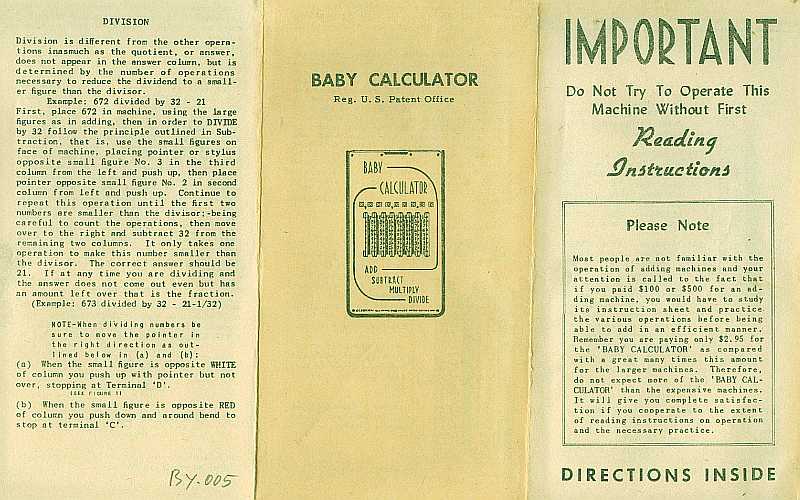 DIVISION
Division is different from the other opera-
tions inasmuch as the quotient, or answer,
does not appear in the answer column, but is
determined by the number of operations
necessary to reduce the dividend to a small-
er figure than the divisor.
Example: 672 divided by 32 - 21
First, place 672 in machine, using the large
figures as in adding, then in order to DIVIDE
by 32 follow the principle outlined in Sub-
traction, that is, use the small figures on
face of machine, placing pointer or stylus
opposite small figure No. 3 in the third
column from the left and push up, then place
pointer opposite small figure No. 2 in second
column from left and push up. Continue to
repeat this operation until the first two
numbers are smaller than the divisor;-being
careful to count the operations, then move
over to the right and subtract 32 from the
remaining two columns. It only takes one
operation to make this number smaller than
the divisor. The correct answer should be
21. If at any time you are dividing and
the answer does not come out even but has
an amount left over that is the fraction.
(Example: 673 divided by 32 - 21-1/32)
NOTE-When dividing numbers be
sure to move the pointer in
the right direction as out-
lined below in (a) and (b):
(a) When the small figure is opposite WHITE
of column you push up with pointer but not
over, stopping at Terminal 'D'.
(SEE FIGURE 1)
(b) When the small figure is opposite RED
of column you push down and around bend to
stop at terminal 'C'.
BY-005
BABY CALCULATOR
Reg. U. S. Patent Office
BABY
CALCULATOR
ADD
SUBTRACT
MULTIPLY
DIVIDE
IMPORTANT
Do Not Try To Operate This
Machine Without First
Reading
Instructions
Please Note
Most people are not familiar with the
operation of adding machines and your
attention is called to the fact that
if you paid $100 or $500 for an ad-
ding machine, you would have to study
its instruction sheet and practice
the various operations before being
able to add in an efficient manner.
Remember you are paying only $2.95 for
the 'BABY CALCULATOR' as compared
with a great many times this amount
for the larger machines. Therefore,
do not expect more of the 'BABY CAL-
CULATOR' than the expensive machines.
It will give you complete satisfac-
tion if you cooperate to the extent
of reading instructions on operation
and the necessary practice.
DIRECTIONS INSIDE